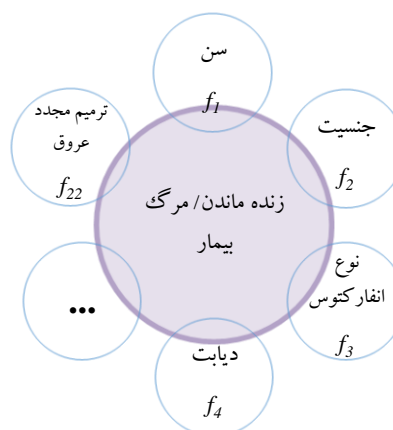 سن
f1
جنسیت
f2
نوع
انفارکتوس
f3
دیابت
f4
...
ترمیم مجدد
عروق
f22
زنده ماندن/ مرگ
بیمار